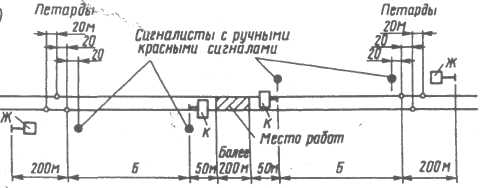 )
Петарды
Петарды
20м
20
20
Сигналисты с ручными
красными сигналами
20м
20
20
Ж
Ж
К
К
Место работ
200м
Б
50м
Более
200м
50м
Б
200м